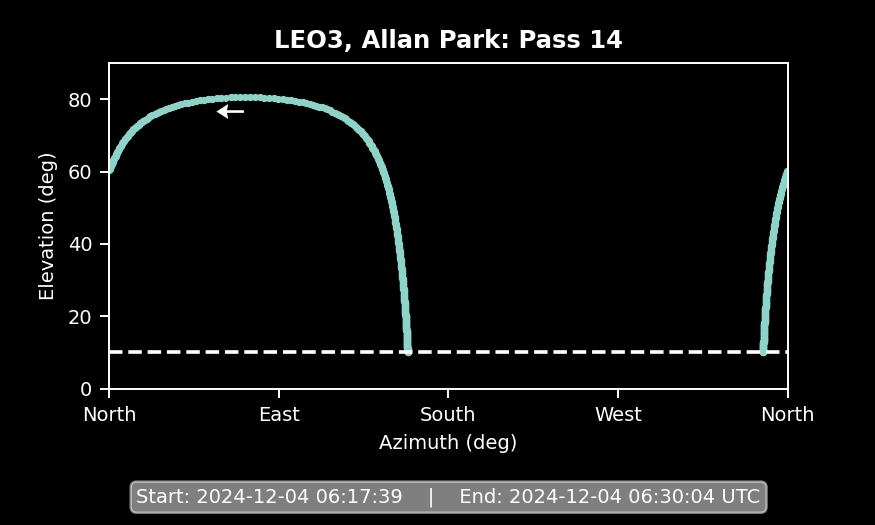 LEO3, Allan Park: Pass 14
80
60
40
20
0
Elevation (deg)
North East South West North
Azimuth (deg)
Start: 2024-12-04 06:17:39 | End: 2024-12-04 06:30:04 UTC